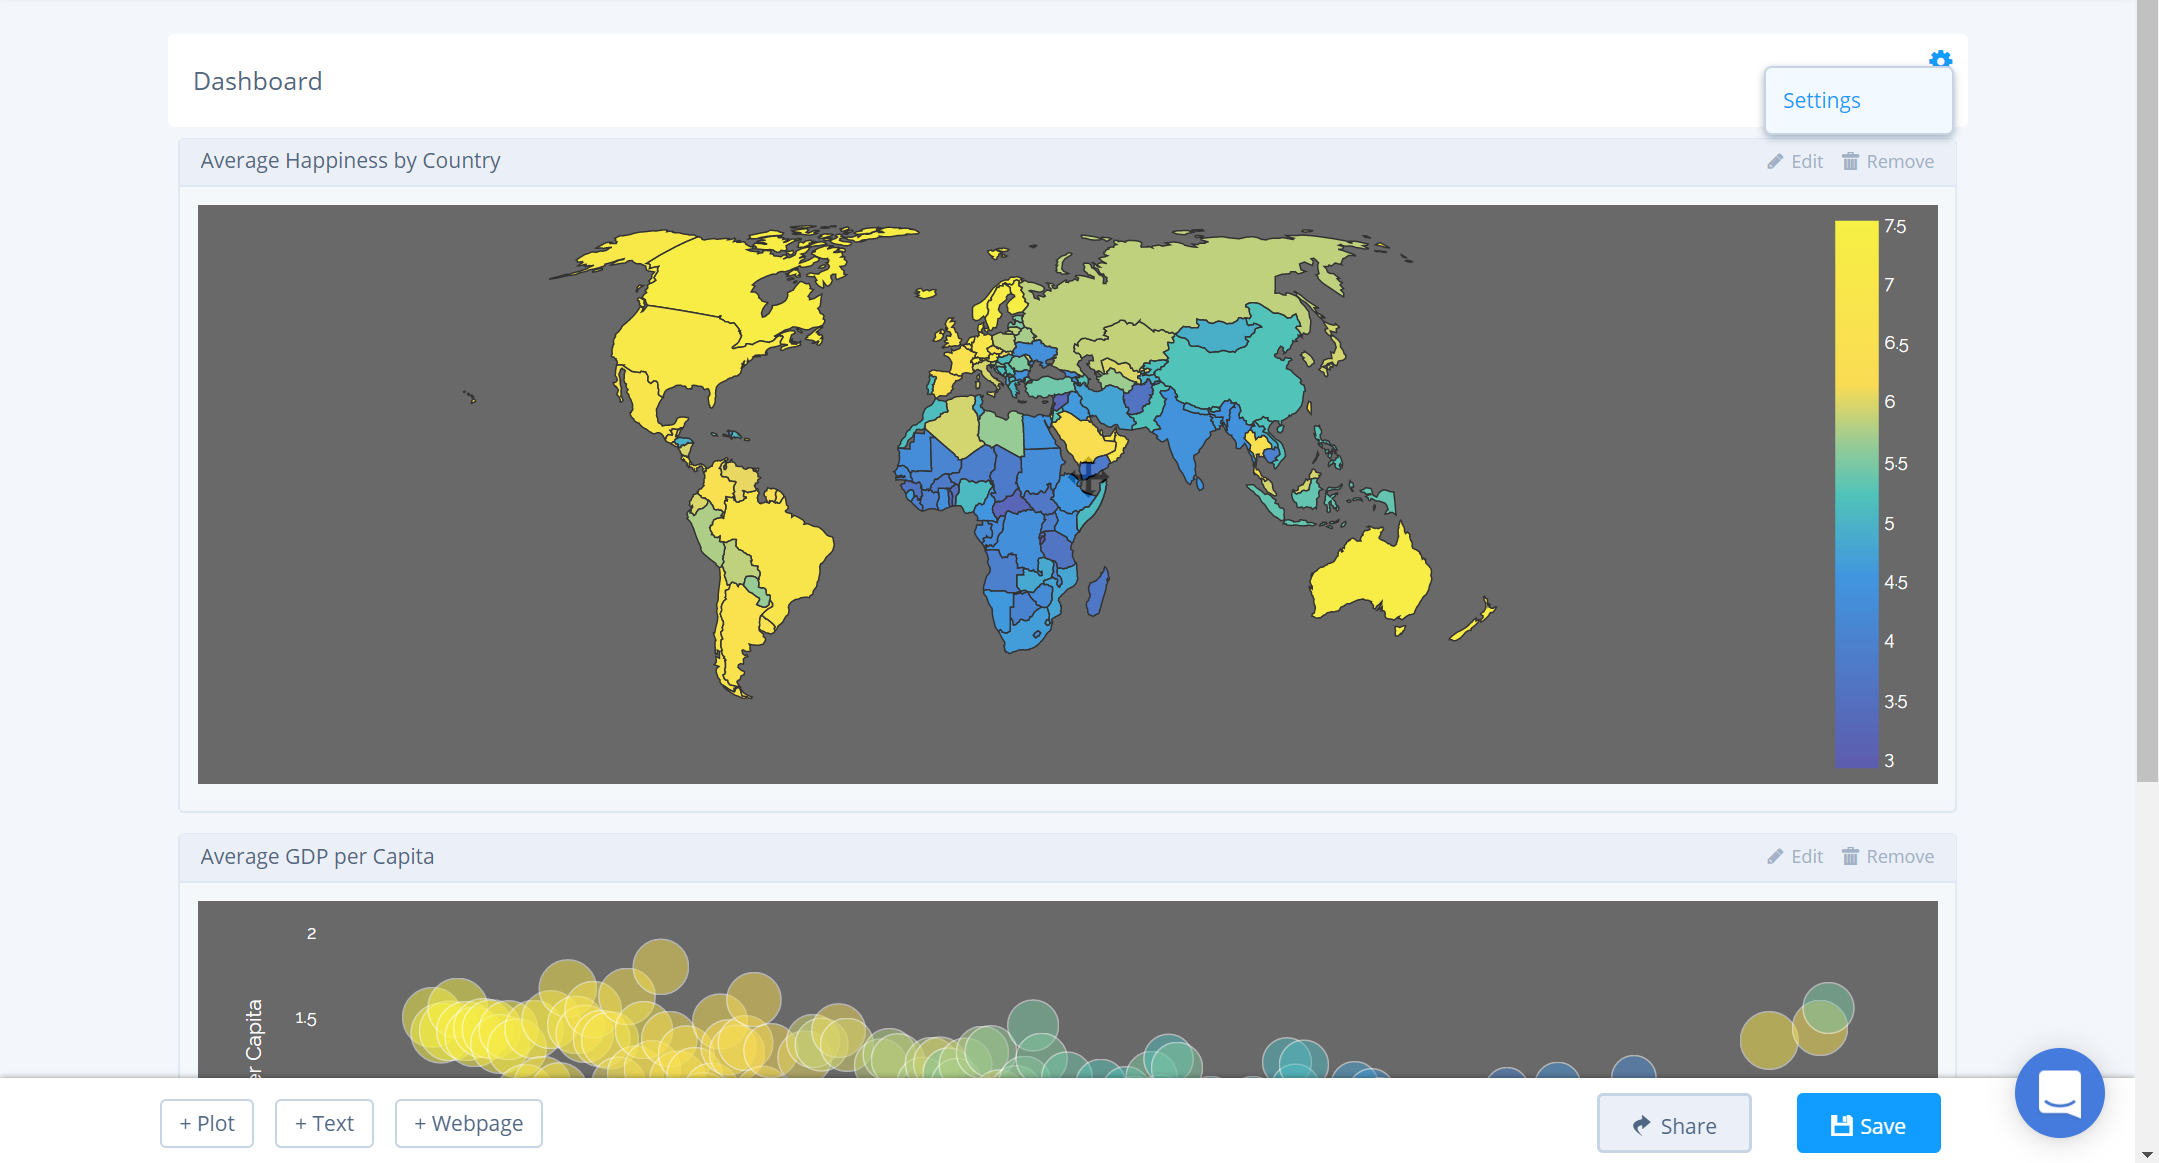 Dashboard
Settings
Average Happiness by Country
Edit
Remove
7.5
7
6.5
6
5.5
5
4.5
4
3.5
3
Average GDP per Capita
Edit
Remove
2
1.5
Capita
+ Plot
+ Text
+ Webpage
Share
Save